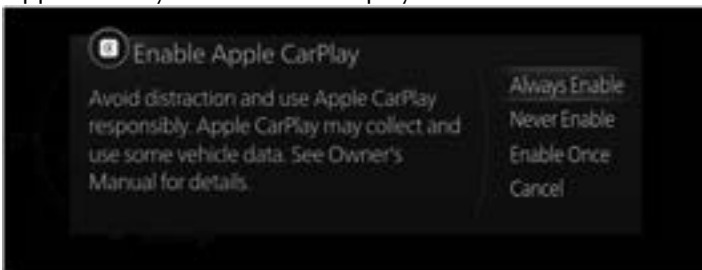 Enable Apple CarPlay
Avoid distraction and use Apple CarPlay
responsibly. Apple CarPlay may collect and
use some vehicle data. See Owner's
Manual for details.
Always Enable
Never Enable
Enable Once
Cancel